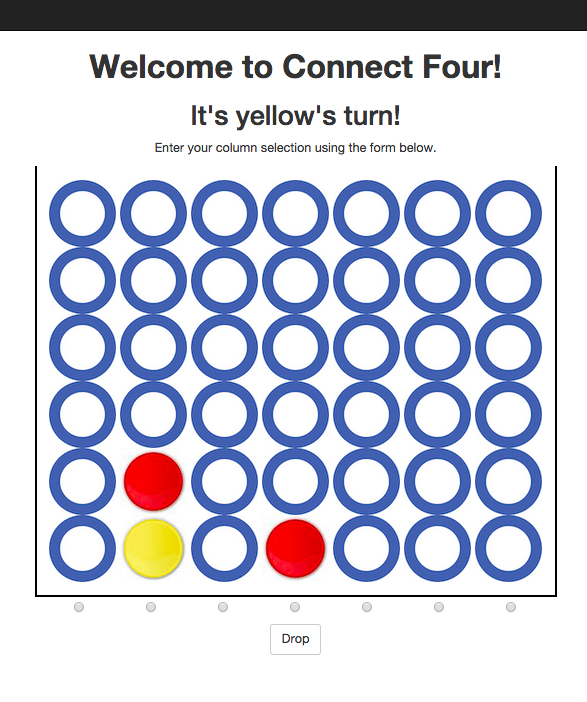 Welcome to Connect Four!
It's yellow's turn!
Enter your column selection using the form below.
Drop